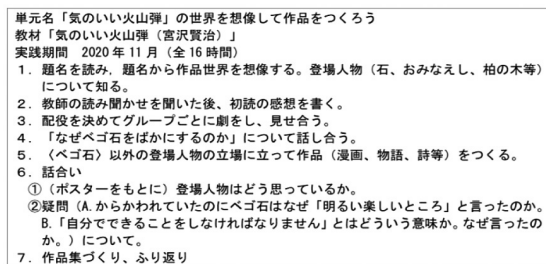 単元名「気のいい火山弾」の世界を想像して作品をつくろう
教材「気のいい火山弾（宮沢賢治）」
実践期間　2020年11月（全16時間）
１．題名を読み，題名から作品世界を想像する。登場人物（石、おみなえし、柏の木等）
について知る。
２．教師の読み聞かせを聞いた後、初読の感想を書く。
３．配役を決めてグループごとに劇をし、見せ合う。
４．「なぜベゴ石をばかにするのか」について話し合う。
５．〈ベゴ石〉以外の登場人物の立場に立って作品（漫画、物語、詩等）をつくる。
６．話合い
①（ポスターをもとに）登場人物はどう思っているか。
②疑問（A.からかわれていたのにベゴ石はなぜ「明るい楽しいところ」と言ったのか。
B.「自分でできることをしなければなりません」とはどういう意味か。なぜ言ったの
か。）について。
７．作品集づくり、ふり返り